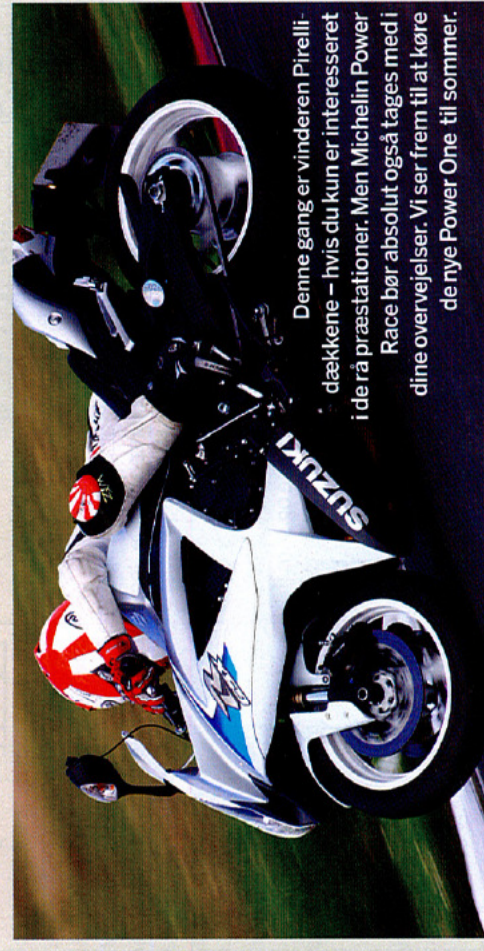 Denne gang er vinderen Pirelli-
dækkene – hvis du kun er interesseret
i de rå præstationer. Men Michelin Power
Race bør absolut også tages med i
dine overvejelser. Vi ser frem til at køre
de nye Power One til sommer.
SUZUKI